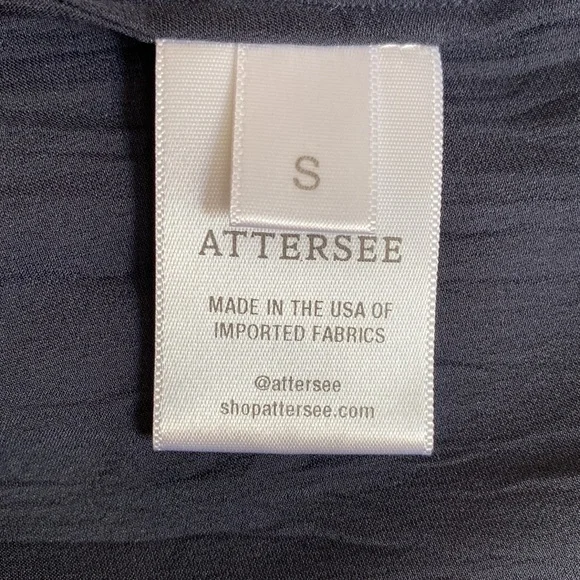 S
ATTERSEE
MADE IN THE USA OF
IMPORTED FABRICS
@attersee
shopattersee.com